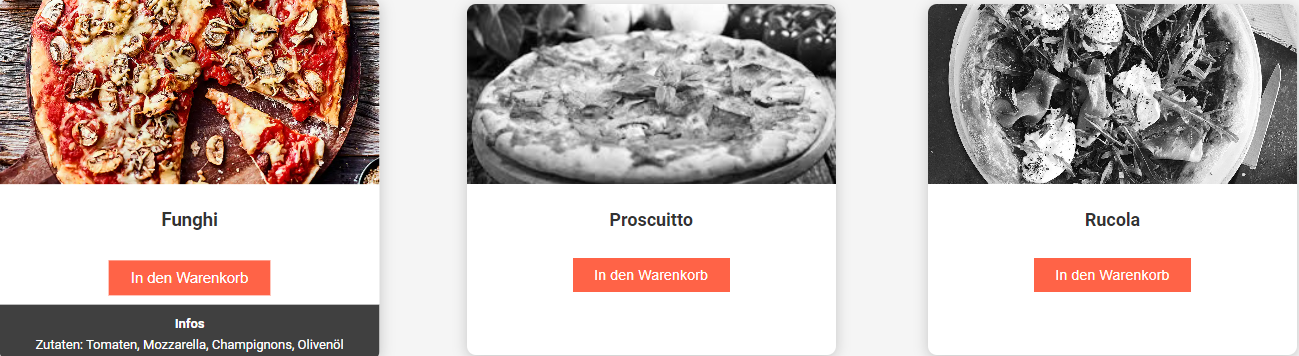 Funghi
In den Warenkorb
Infos
Zutaten: Tomaten, Mozzarella, Champignons, Olivenöl
Proscuitto
In den Warenkorb
Rucola
In den Warenkorb